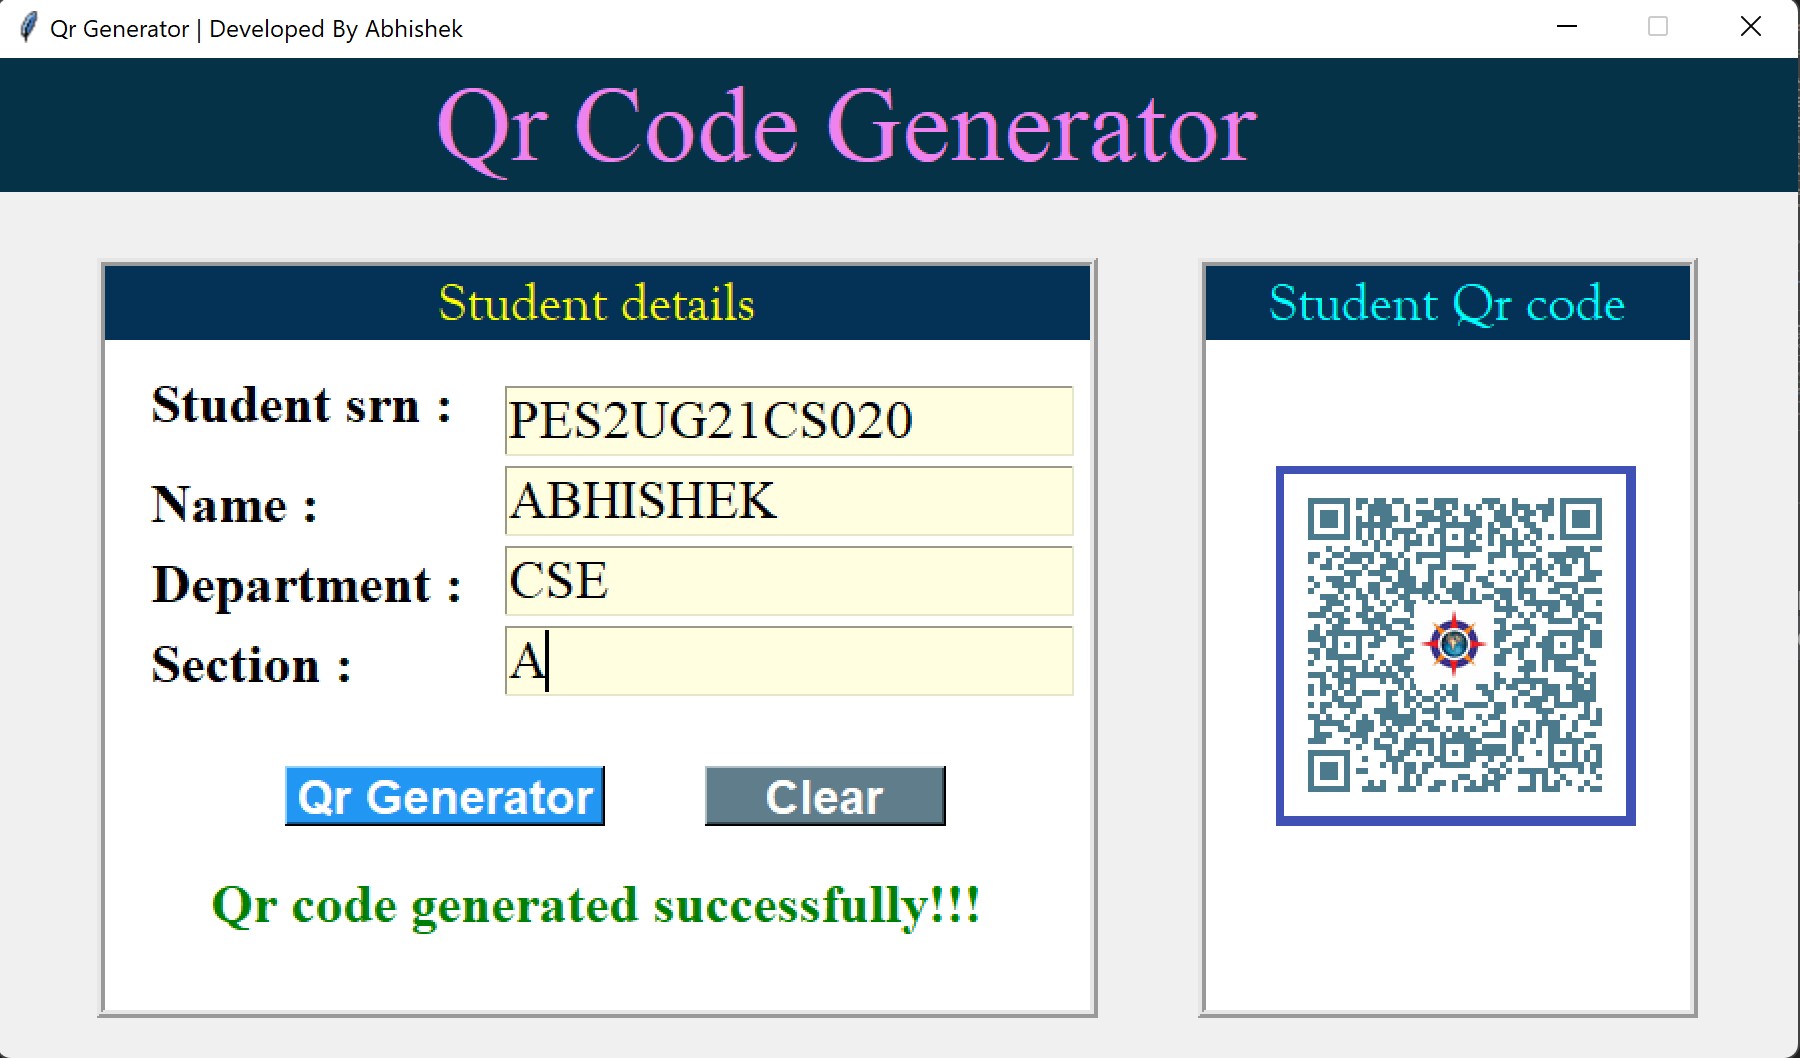 Qr Generator | Developed By Abhishek
Qr Code Generator
Student details
Student srn : PES2UG21CS020
Name : ABHISHEK
Department : CSE
Section : A
Qr Generator Clear
Qr code generated successfully!!!
Student Qr code